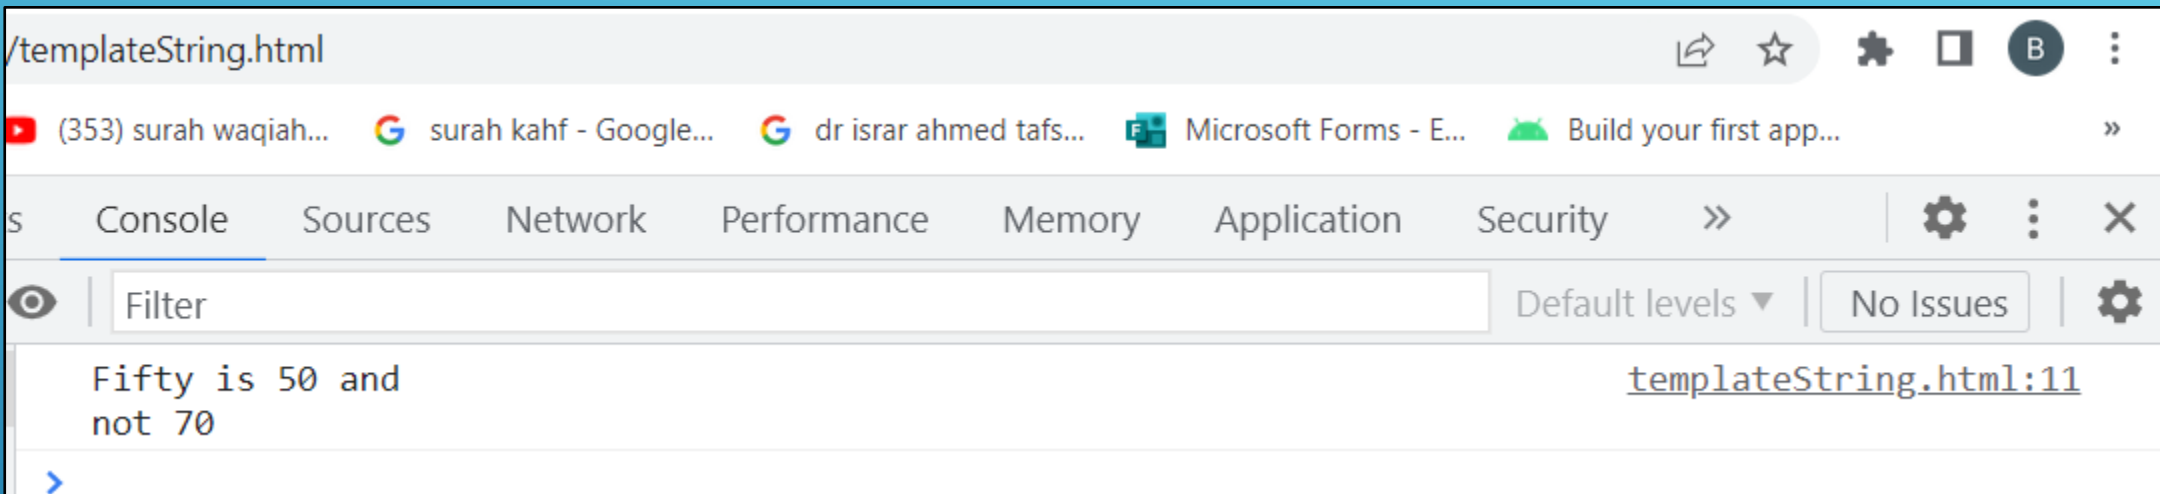 /templateString.html
B
(353) surah waqiah... surah kahf - Google... dr israr ahmed tafs... Microsoft Forms - E... Build your first app... »
s Console Sources Network Performance Memory Application Security »
Filter Default levels ▼ No Issues
Fifty is 50 and templateString.html:11
not 70
>